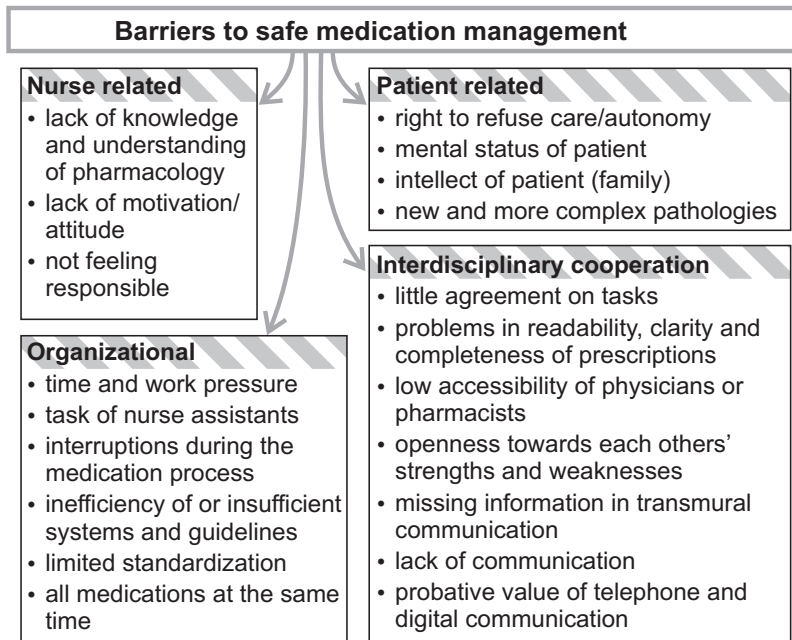 Barriers to safe medication management
Nurse related
• lack of knowledge
and understanding
of pharmacology
• lack of motivation/
attitude
• not feeling
responsible
Patient related
• right to refuse care/autonomy
• mental status of patient
• intellect of patient (family)
• new and more complex pathologies
Organizational
• time and work pressure
• task of nurse assistants
• interruptions during the
medication process
• inefficiency of or insufficient
systems and guidelines
• limited standardization
• all medications at the same
time
Interdisciplinary cooperation
• little agreement on tasks
• problems in readability, clarity and
completeness of prescriptions
• low accessibility of physicians or
pharmacists
• openness towards each others'
strengths and weaknesses
• missing information in transmural
communication
• lack of communication
• probative value of telephone and
digital communication